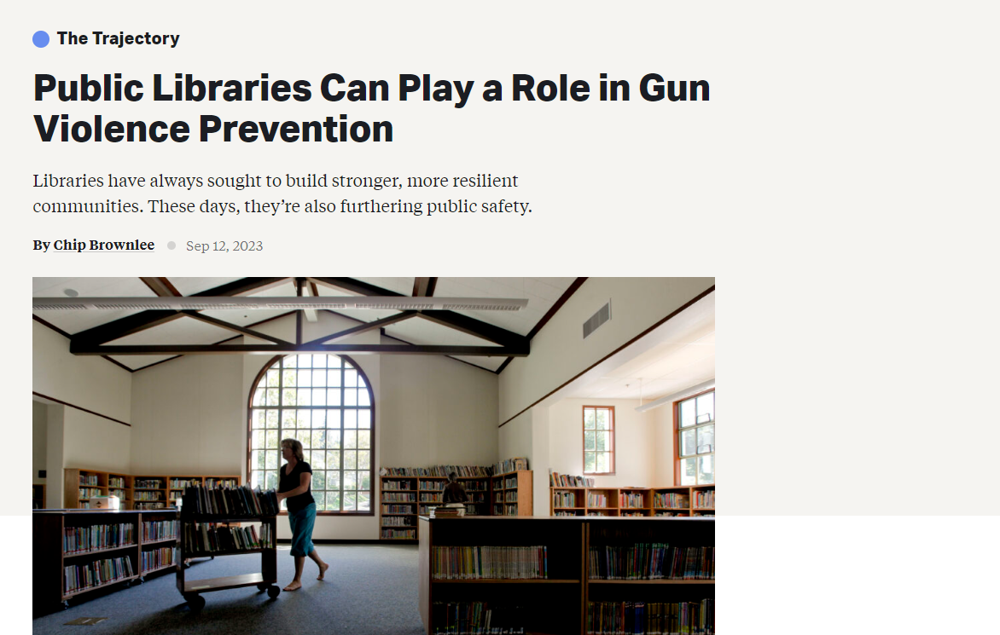 The Trajectory
Public Libraries Can Play a Role in Gun
Violence Prevention
Libraries have always sought to build stronger, more resilient
communities. These days, they’re also furthering public safety.
By Chip Brownlee
Sep 12, 2023